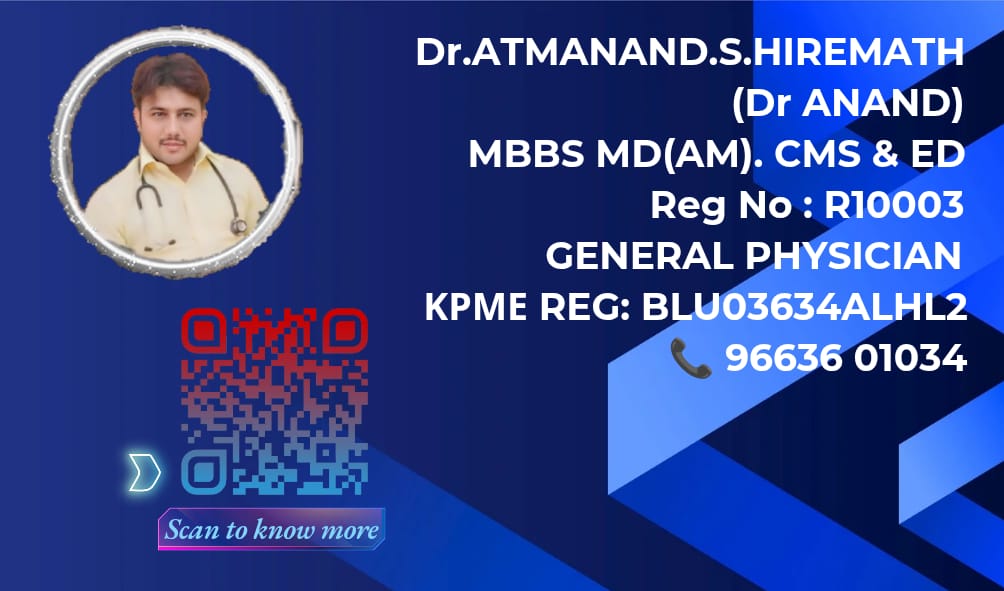 Dr.ATMANAND.S.HIREMATH
(Dr ANAND)
MBBS MD(AM). CMS & ED
Reg No : R10003
GENERAL PHYSICIAN
KPME REG: BLU03634ALHL2
📞 96636 01034
Scan to know more